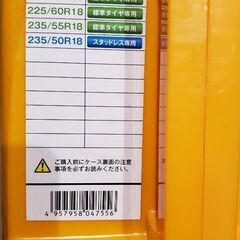 225/60R18 標準タイヤ専用
235/55R18 標準タイヤ専用
235/50R18 スタッドレス専用
ご購入前にケース裏面の注意
事項を必ずお読みください。
4 957958 047556